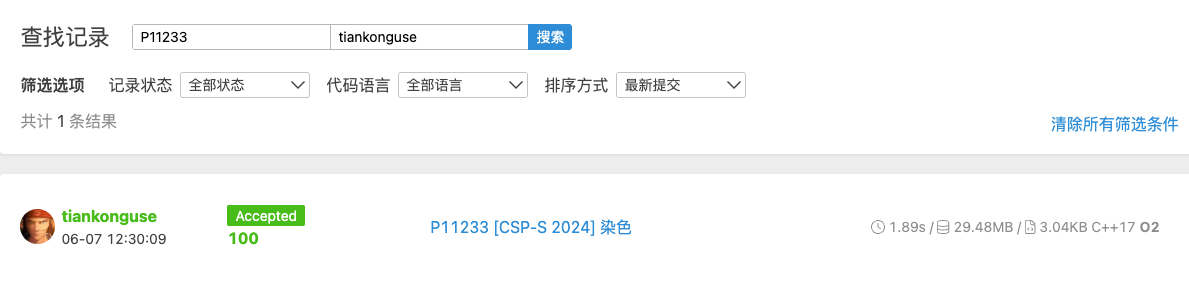 查找记录 P11233 tiankonguse 搜索
筛选选项 记录状态 全部状态 代码语言 全部语言 排序方式 最新提交
共计 1 条结果 清除所有筛选条件
tiankonguse Accepted P11233 [CSP-S 2024] 染色 1.89s / 29.48MB / 3.04KB C++17 O2
06-07 12:30:09 100